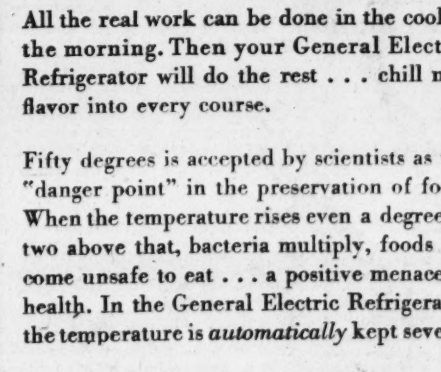 All the real work can be done in the cool
the morning. Then your General Elect
Refrigerator will do the rest . . . chill
flavor into every course.
Fifty degrees is accepted by scientists as
"danger point" in the preservation of fo
When the temperature rises even a degree
two above that, bacteria multiply, foods
come unsafe to eat . . . a positive menace
health. In the General Electric Refrigera
the temperature is automatically kept seve